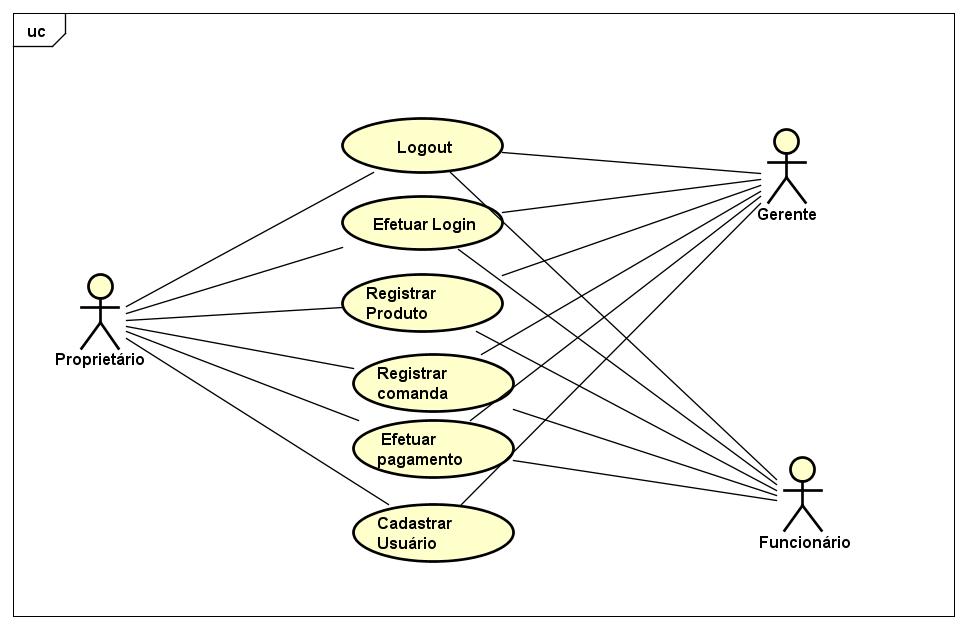 uc
Logout
Gerente
Efetuar Login
Registrar
Produto
Proprietário
Registrar
comanda
Efetuar
pagamento
Cadastrar
Usuário
Funcionário